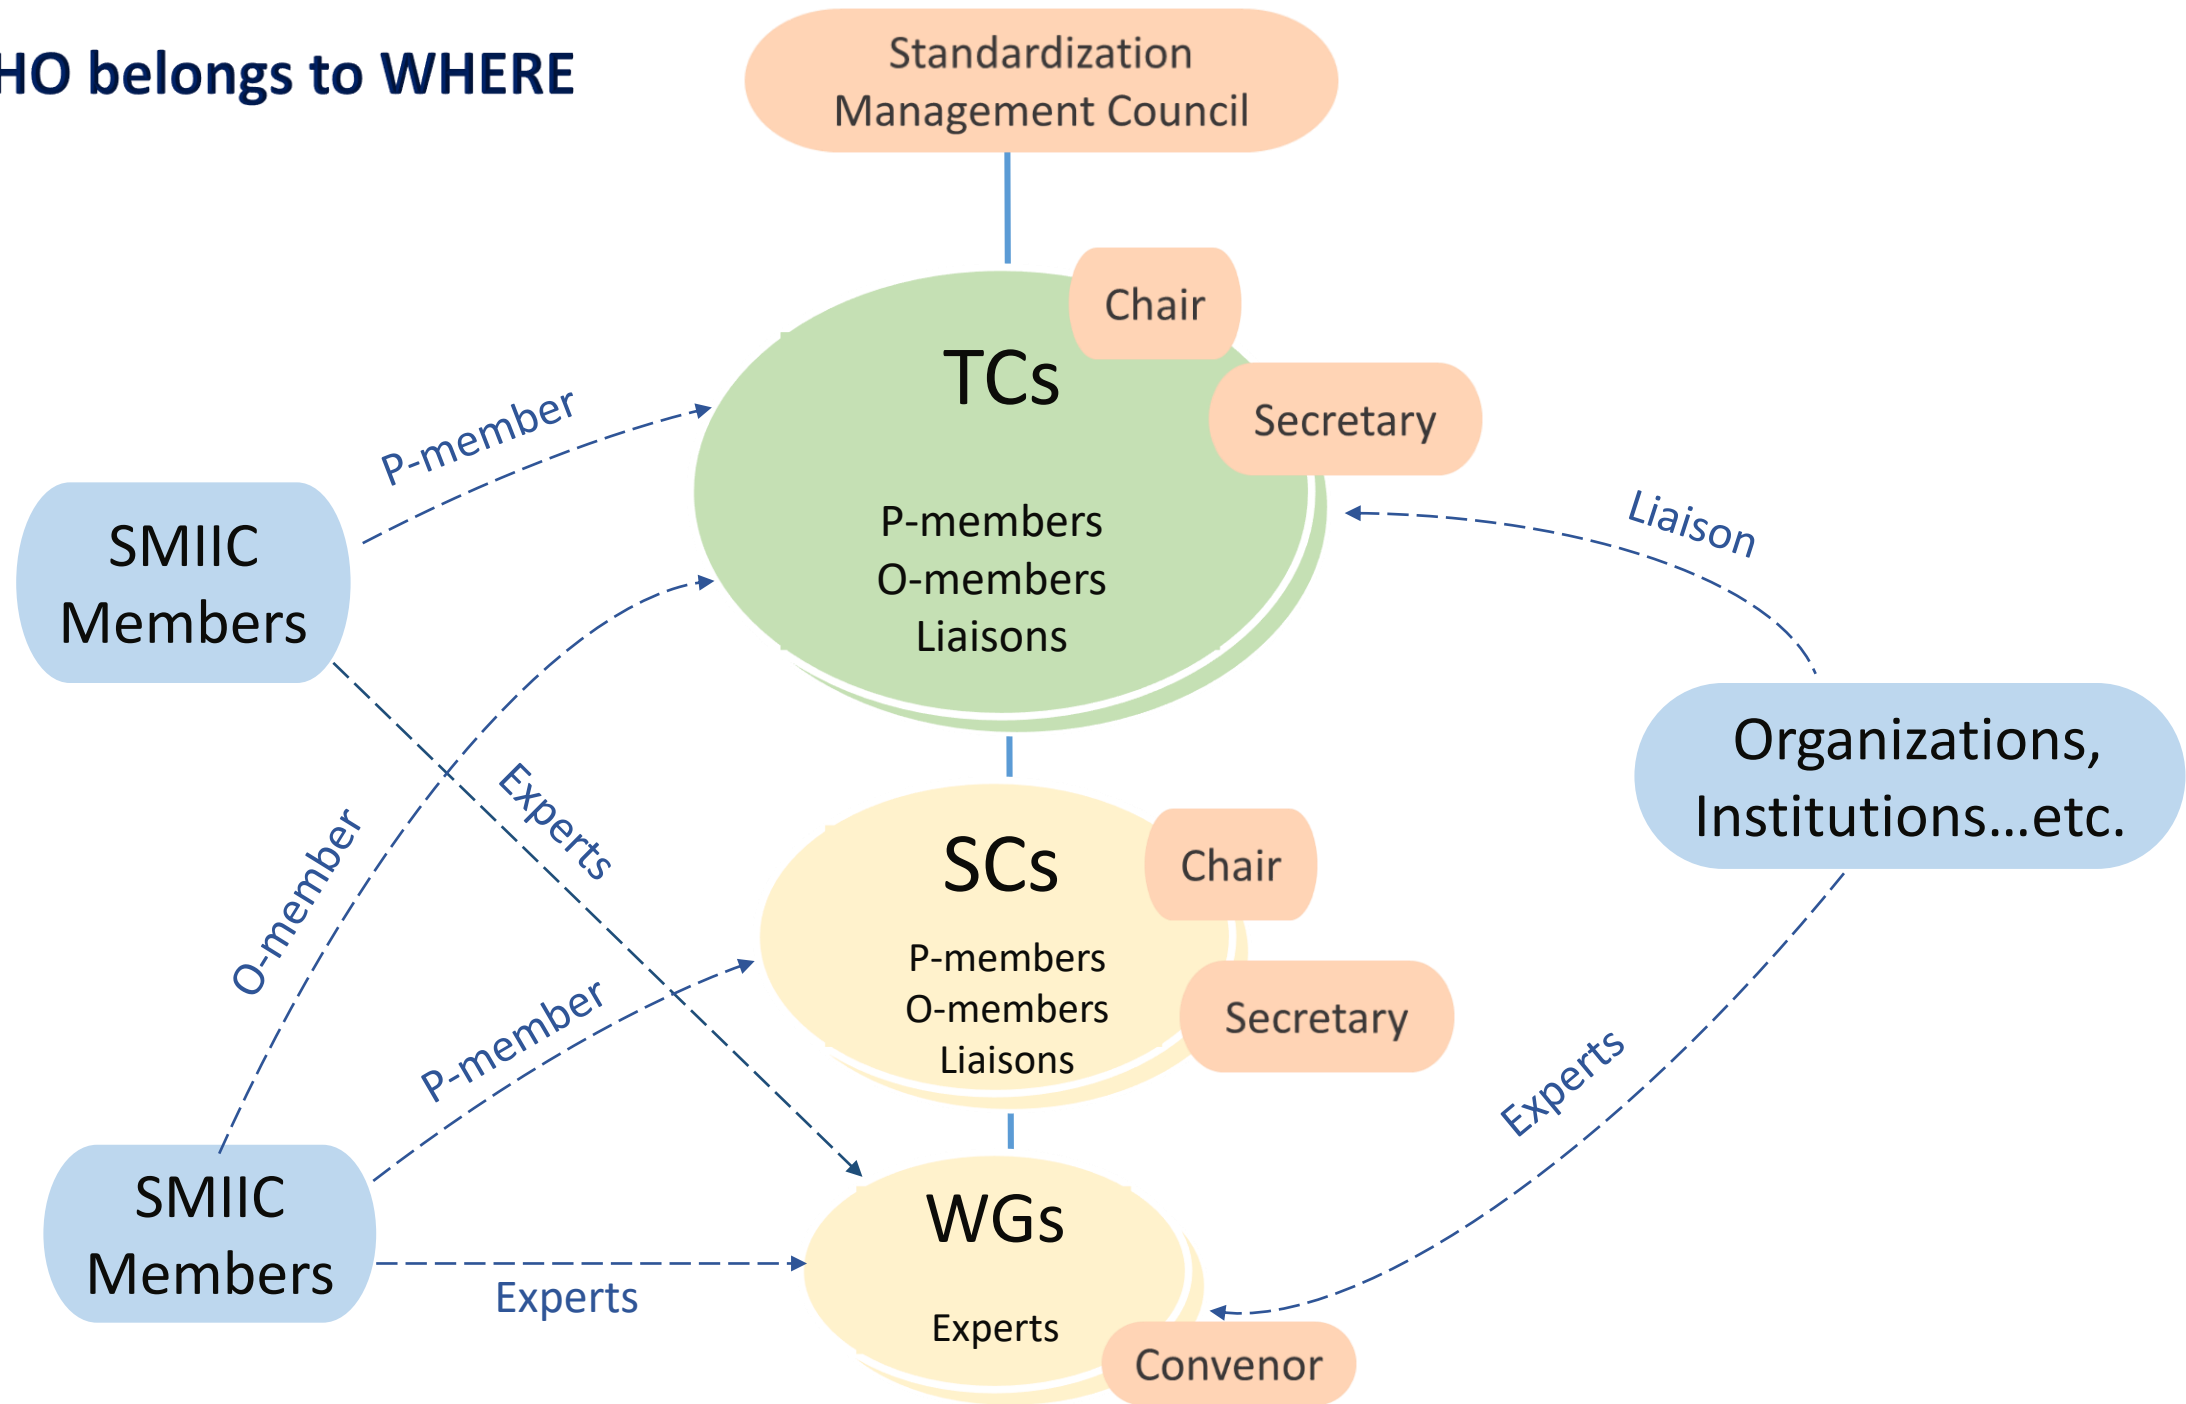 HO belongs to WHERE
Standardization
Management Council
Chair
TCs
Secretary
P-members
O-members
Liaisons
P-member
SMIIC
Members
Liaison
Organizations,
Institutions...etc.
Experts
O-member
SCs
Chair
P-members
O-members
Liaisons
Secretary
P-member
Experts
SMIIC
Members
WGs
Experts
Experts
Convenor